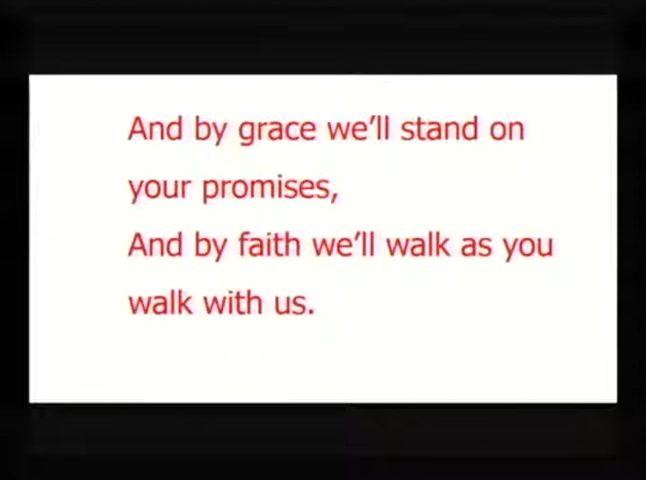 And by grace we'll stand on
your promises,
And by faith we'll walk as you
walk with us.